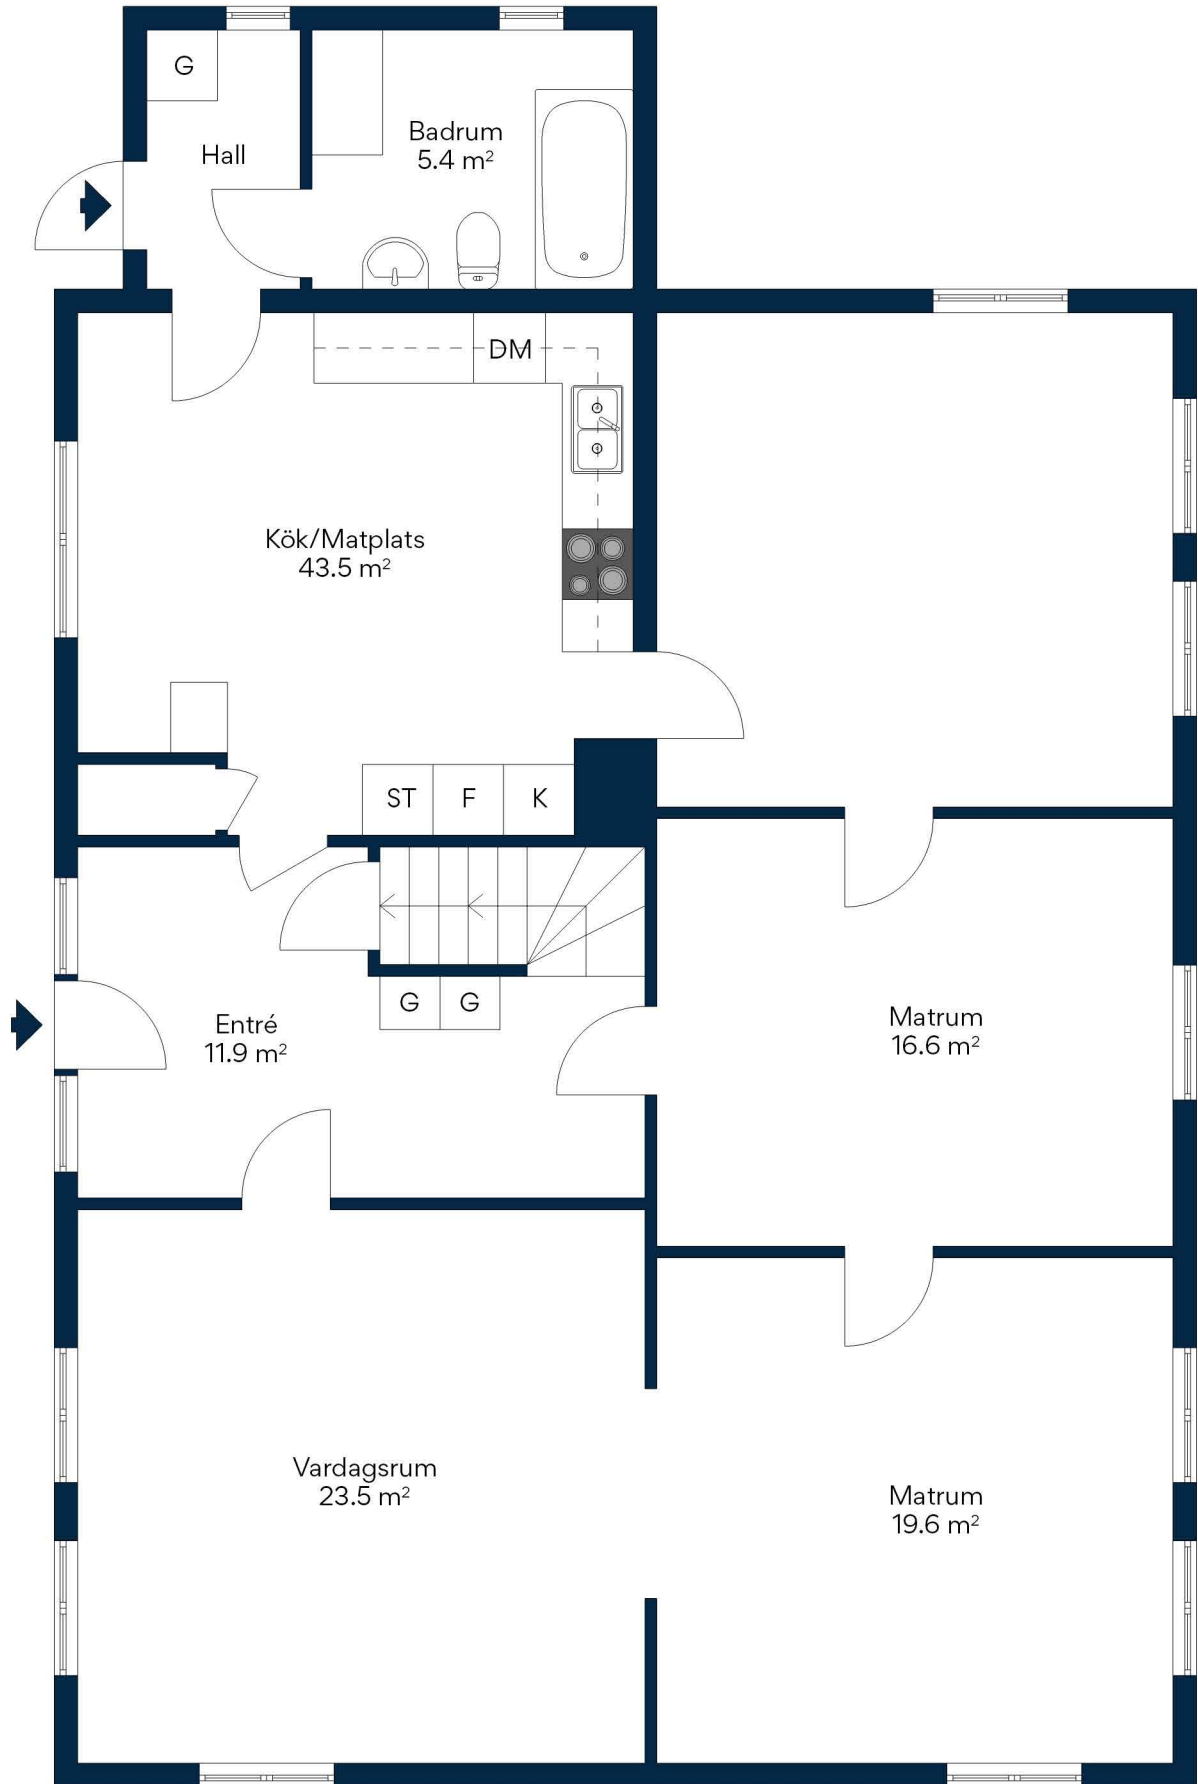 G
Hall
Badrum
5.4 m²
DM
Kök/Matplats
43.5 m²
ST
F
K
G
G
Entré
11.9 m²
Matrum
16.6 m²
Vardagsrum
23.5 m²
Matrum
19.6 m²